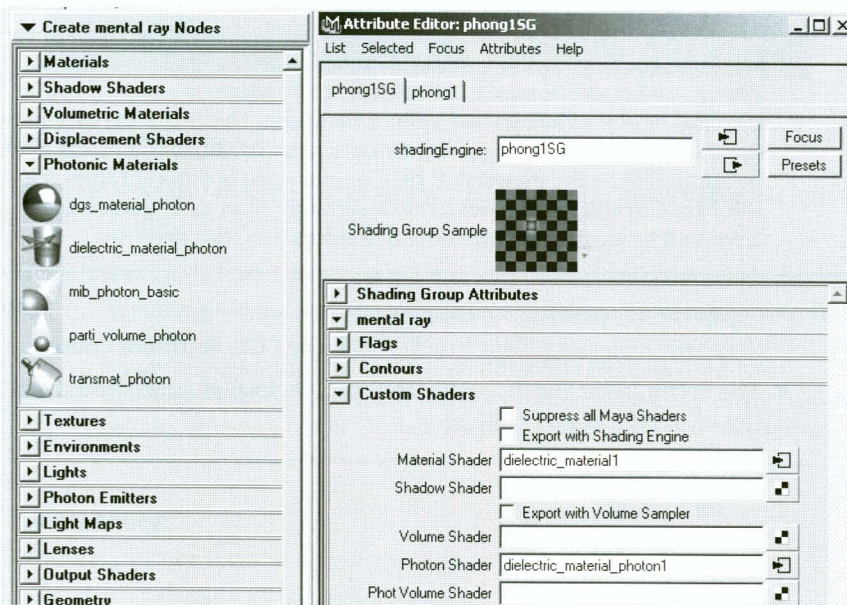 Create mental ray Nodes
Materials
Shadow Shaders
Volumetric Materials
Displacement Shaders
Photonic Materials
dgs_material_photon
dielectric_material_photon
mib_photon_basic
parti_volume_photon
transmat_photon
Textures
Environments
Lights
Photon Emitters
Light Maps
Lenses
Output Shaders
Geometry
Attribute Editor: phong1SG
List Selected Focus Attributes Help
phong1SG phong1
shadingEngine: phong1SG
Focus
Presets
Shading Group Sample
Shading Group Attributes
mental ray
Flags
Contours
Custom Shaders
Suppress all Maya Shaders
Export with Shading Engine
Material Shader dielectric_material1
Shadow Shader
Export with Volume Sampler
Volume Shader
Photon Shader dielectric_material_photon1
Phot Volume Shader